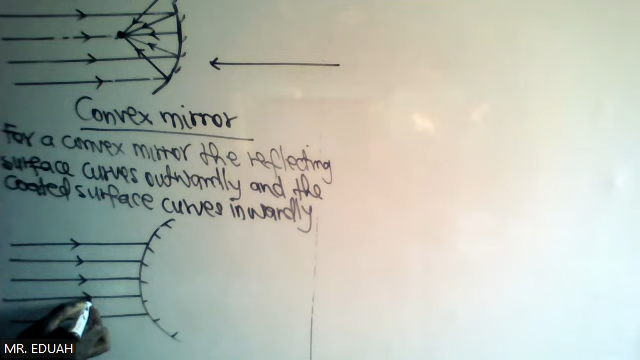 Convex mirror
For a convex mirror the reflecting
surface curves outwardly and the
coated surface curves inwardly
MR. EDUAH